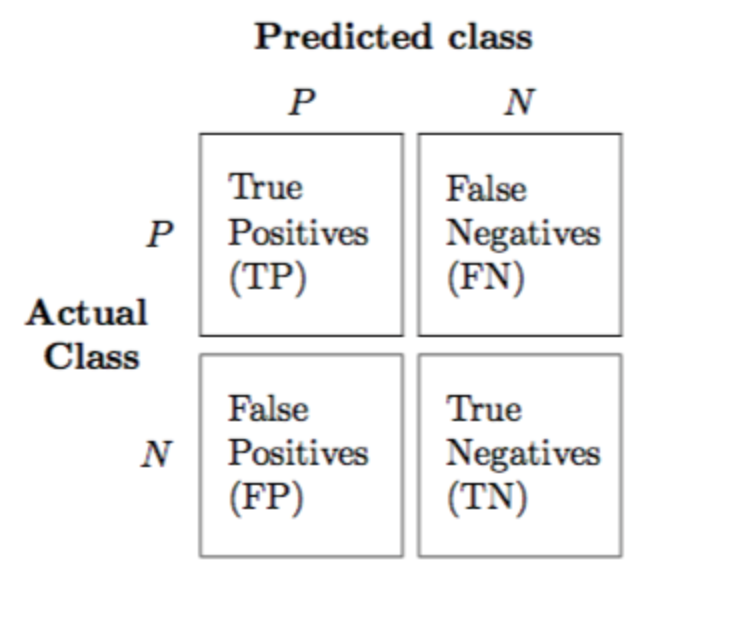 Predicted class
P N
True
Positives
(TP)
False
Negatives
(FN)
P
Actual
Class
False
Positives
(FP)
True
Negatives
(TN)
N